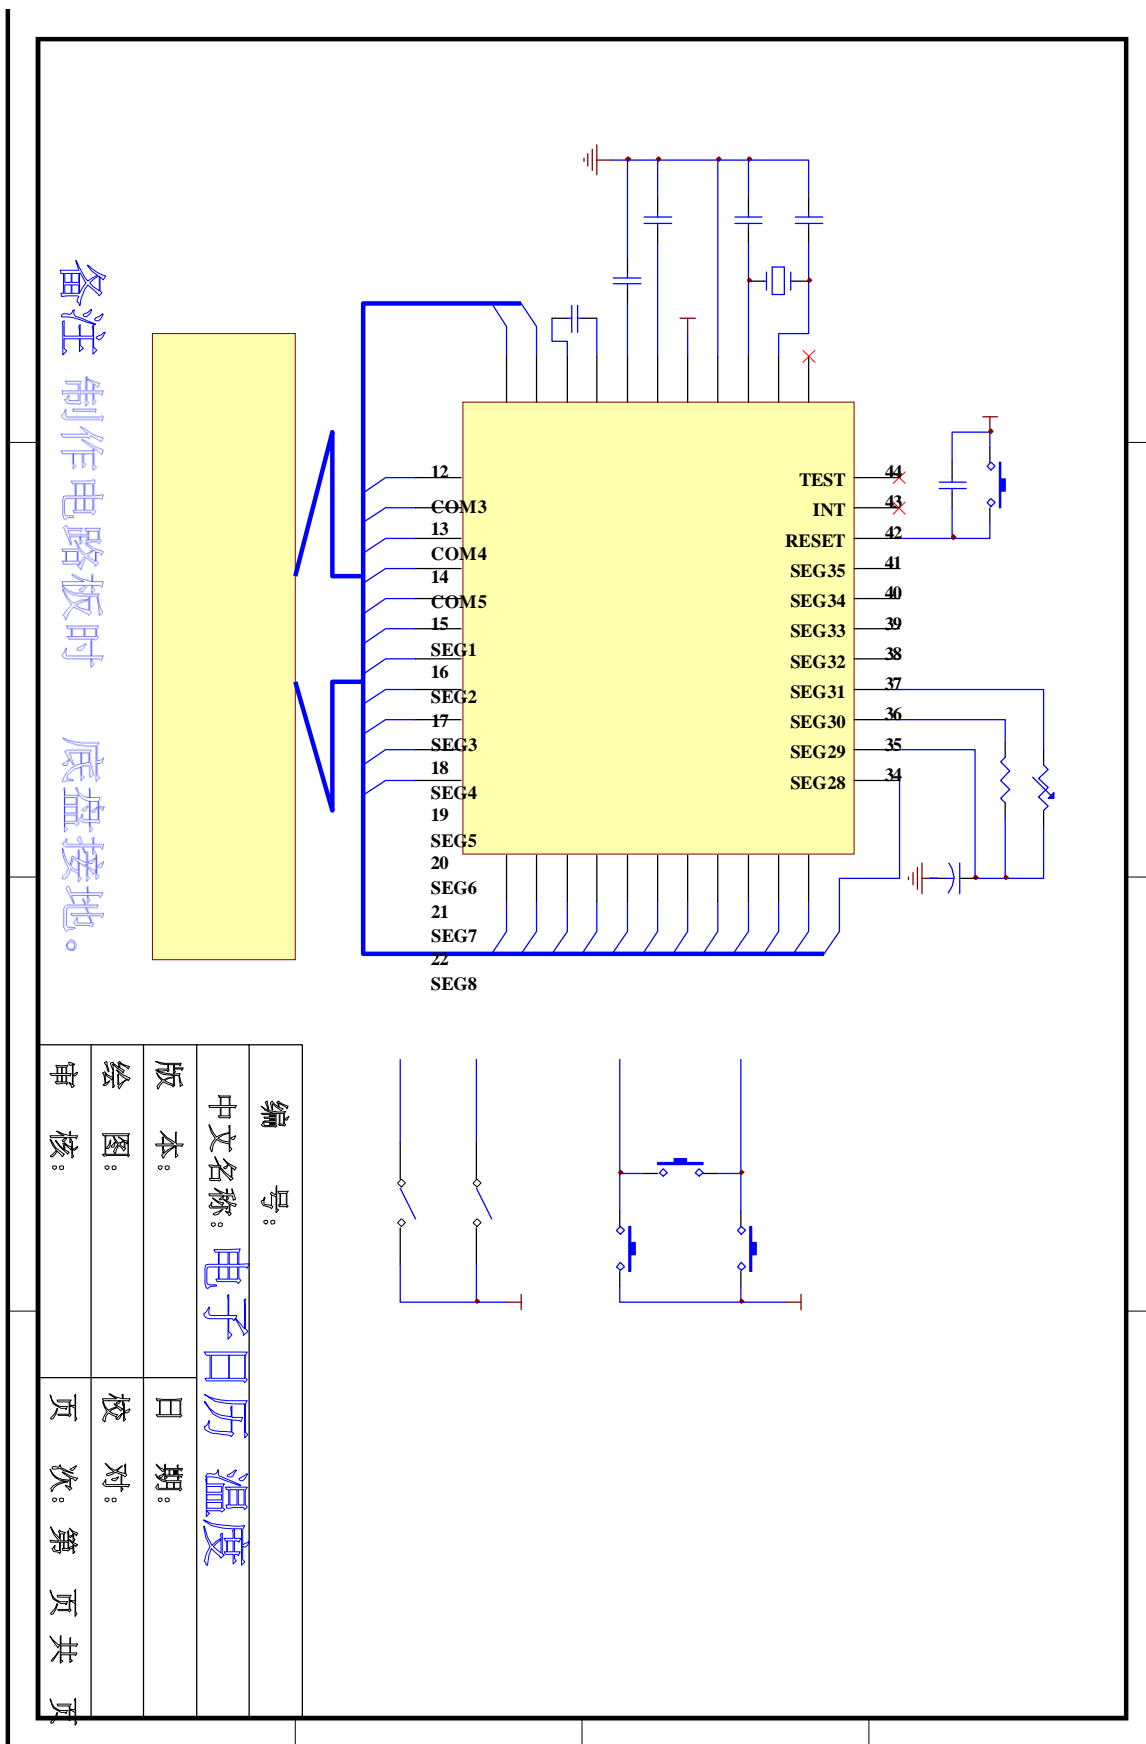 备注 制作电路板时 底盘接地。
12
COM3
13
COM4
14
COM5
15
SEG1
16
SEG2
17
SEG3
18
SEG4
19
SEG5
20
SEG6
21
SEG7
22
SEG8
TEST 44
INT 43
RESET 42
SEG35 41
SEG34 40
SEG33 39
SEG32 38
SEG31 37
SEG30 36
SEG29 35
SEG28 34
编 号:
中文名称: 电子日历 温度
版 本: 日 期:
绘 图: 校 对:
审 核: 页 次: 第 页 共 页